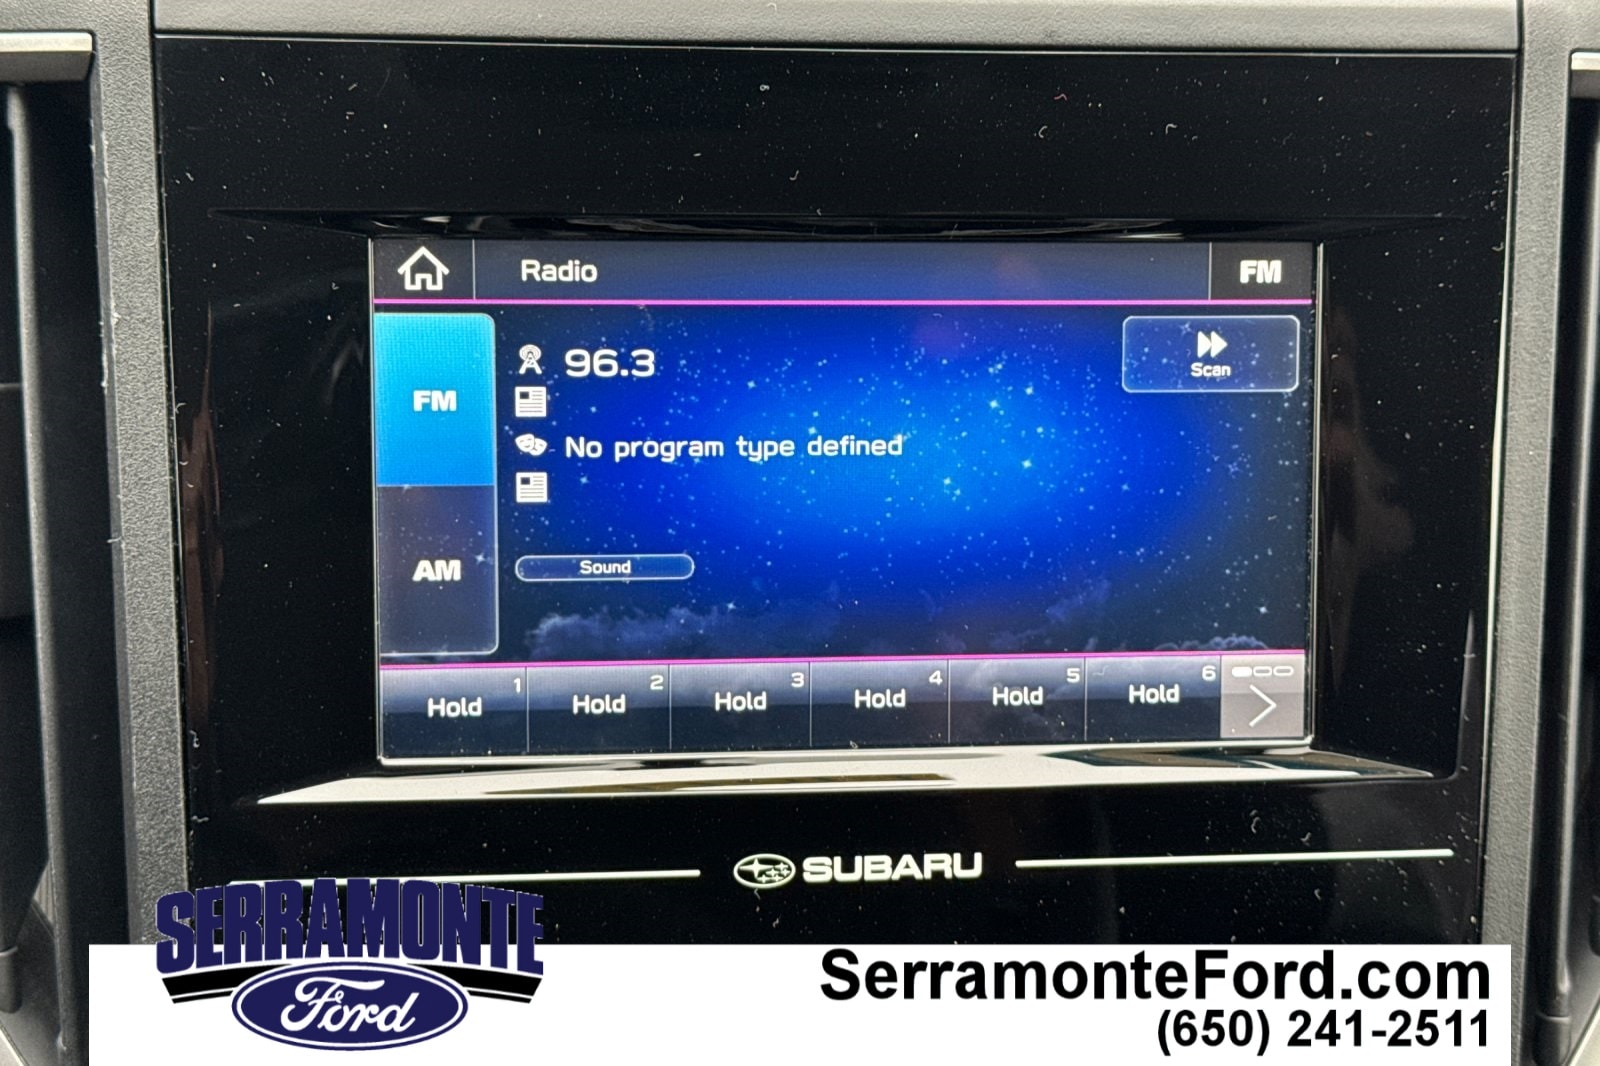 Radio
FM
FM
96.3
Scan
No program type defined
AM
Sound
1 2 3 4 5 6
Hold Hold Hold Hold Hold Hold
SUBARU
SERRAMONTE
Ford
SerramonteFord.com
(650) 241-2511